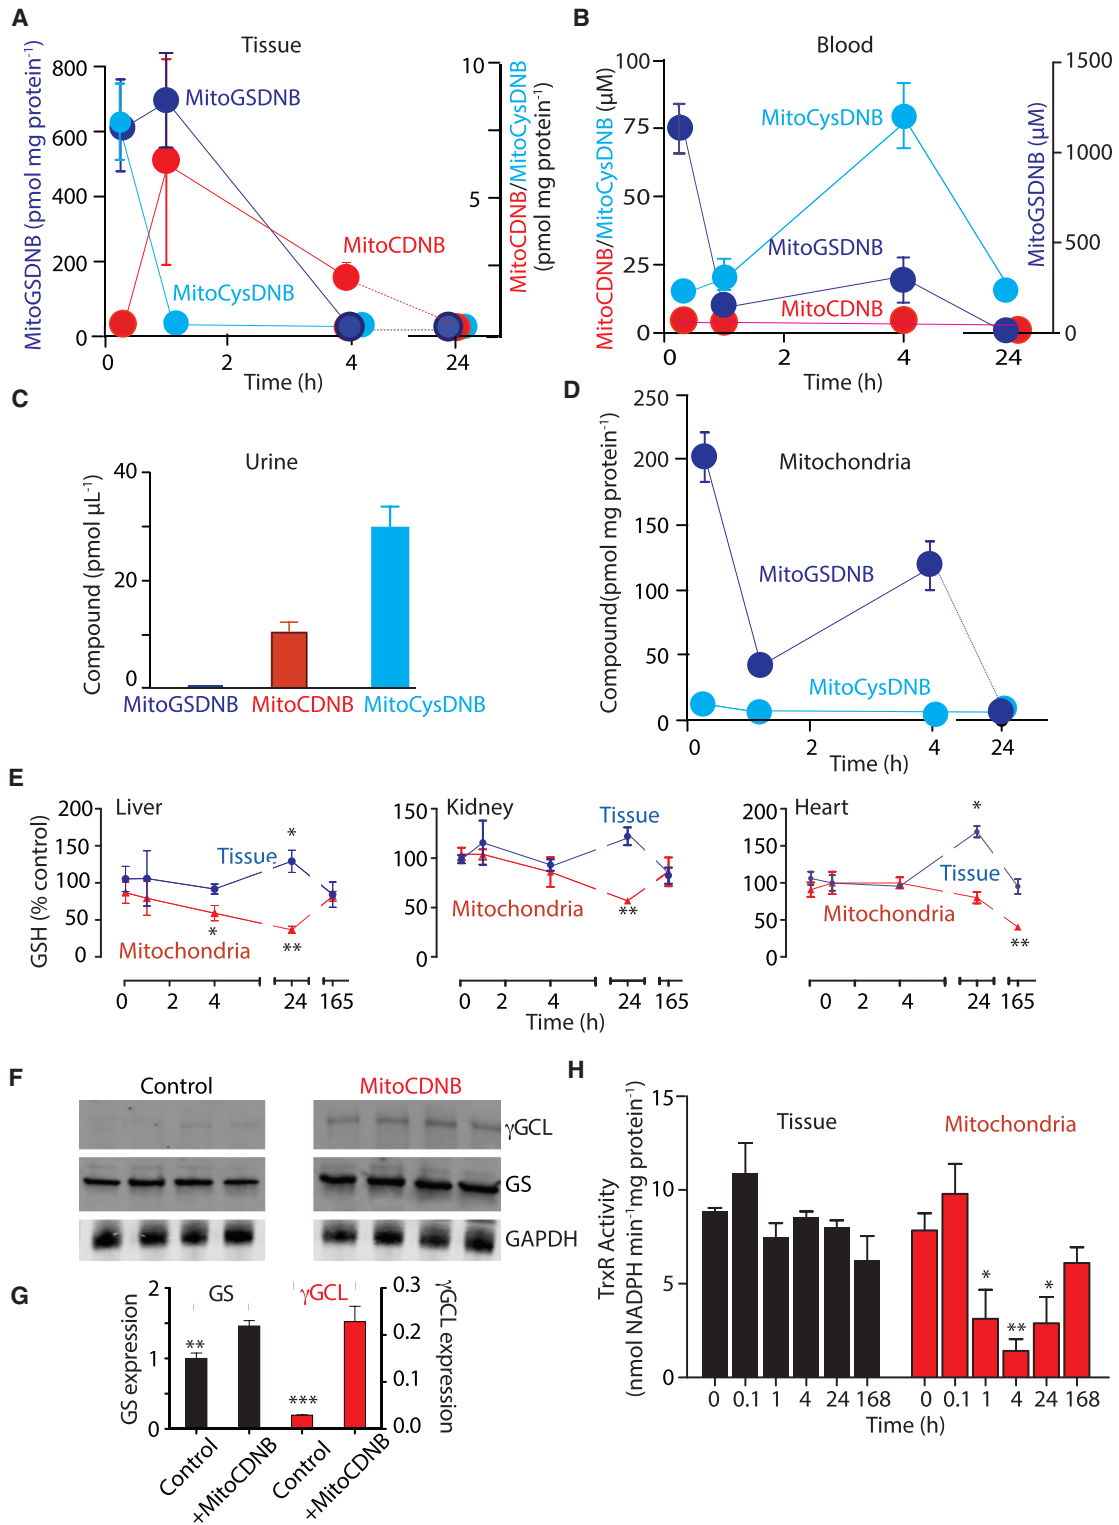 A
Tissue
MitoGSDNB (pmol mg protein⁻¹)
800
600
400
200
0
MitoGSDNB
MitoCDNB
MitoCysDNB
10
5
MitoCDNB/MitoCysDNB
(pmol mg protein⁻¹)
0 2 4 24
Time (h)
B
Blood
MitoCDNB/MitoCysDNB (µM)
100
75
50
25
0
MitoCysDNB
MitoGSDNB
MitoCDNB
1500
1000
500
0
MitoGSDNB (µM)
0 2 4 24
Time (h)
C
Urine
Compound (pmol µL⁻¹)
40
20
0
MitoGSDNB MitoCDNB MitoCysDNB
D
Mitochondria
Compound(pmol mg protein⁻¹)
250
200
150
100
50
0
MitoGSDNB
MitoCysDNB
0 2 4 24
Time (h)
E
GSH (% control)
Liver
200
150
100
50
0
Tissue
Mitochondria
*
*
**
0 2 4 24 165
Kidney
150
100
50
0
Tissue
Mitochondria
**
0 2 4 24 165
Time (h)
Heart
200
150
100
50
0
*
Tissue
Mitochondria
**
0 2 4 24 165
F
Control MitoCDNB
γGCL
GS
GAPDH
G
GS expression
2
1
0
GS γGCL
**
***
0.3
0.2
0.1
0.0
γGCL expression
Control
+MitoCDNB
Control
+MitoCDNB
H
TrxR Activity
(nmol NADPH min⁻¹mg protein⁻¹)
15
10
5
0
Tissue Mitochondria
*
**
*
0 0.1 1 4 24 168 0 0.1 1 4 24 168
Time (h)